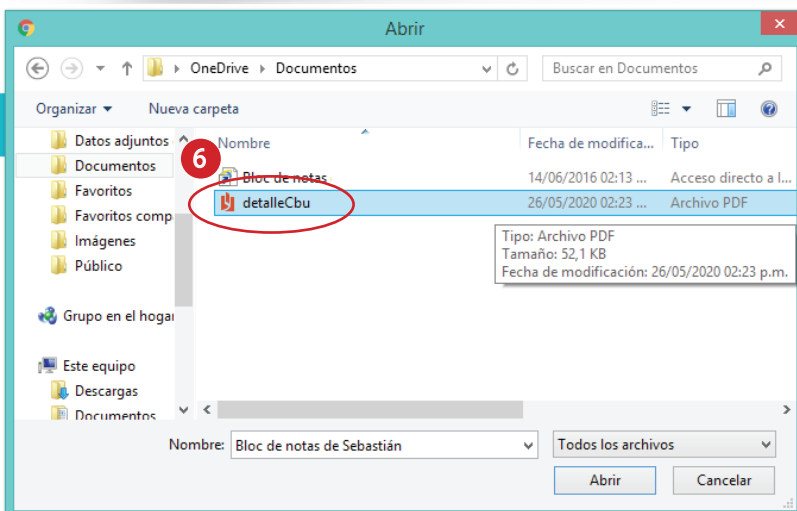 Abrir
OneDrive Documentos
Buscar en Documentos
Organizar
Nueva carpeta
Nombre
Fecha de modifica...
Tipo
Datos adjuntos
Documentos
Favoritos
Favoritos comp
Imágenes
Público
Grupo en el hogar
Este equipo
Descargas
Documentos
6
Bloc de notas
14/06/2016 02:13 ...
Acceso directo a I...
detalleCbu
26/05/2020 02:23 ...
Archivo PDF
Tipo: Archivo PDF
Tamaño: 52,1 KB
Fecha de modificación: 26/05/2020 02:23 p.m.
Nombre:
Bloc de notas de Sebastián
Todos los archivos
Abrir
Cancelar